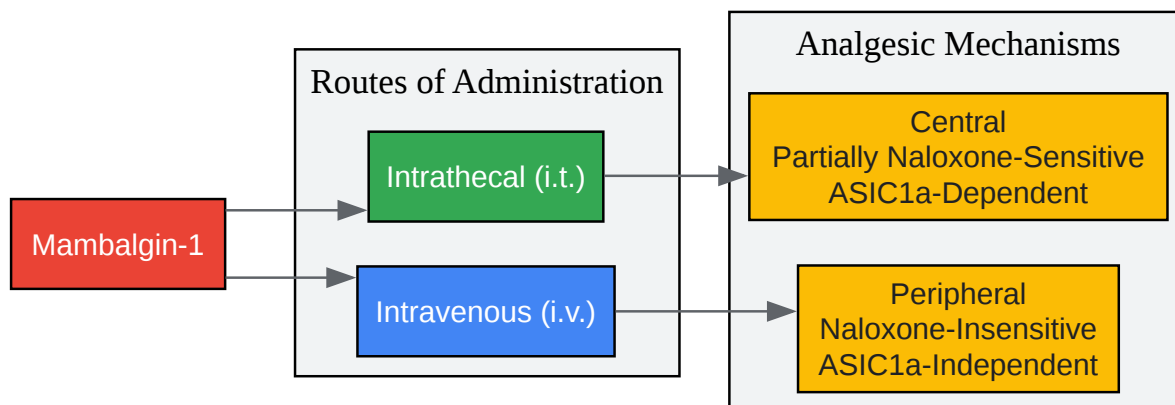 Analgesic Mechanisms
Routes of Administration
Central
Partially Naloxone-Sensitive
ASIC1a-Dependent
Intrathecal (i.t.)
Mambalgin-1
Intravenous (i.v.)
Peripheral
Naloxone-Insensitive
ASIC1a-Independent